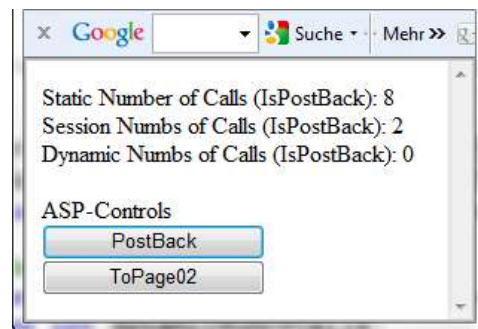 x Google Suche Mehr »
Static Number of Calls (IsPostBack): 8
Session Numbs of Calls (IsPostBack): 2
Dynamic Numbs of Calls (IsPostBack): 0
ASP-Controls
PostBack
ToPage02